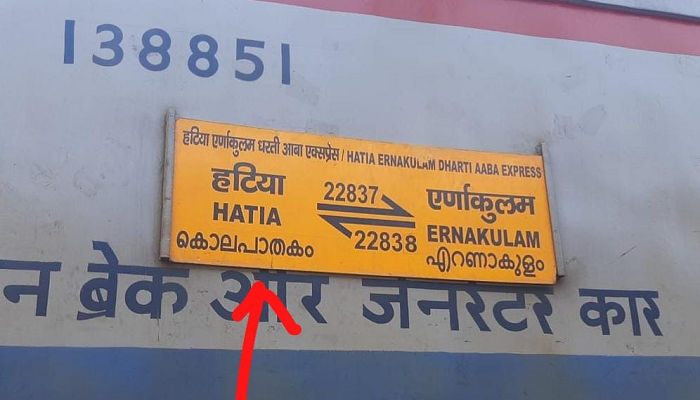 138851
हटिया एर्णाकुलम धरती आबा एक्सप्रेस / HATIA ERNAKULAM DHARTI AABA EXPRESS
हटिया 22837 एर्णाकुलम
HATIA ERNAKULAM
കൊലപാതകം 22838 എറണാകുളം
न ब्रेक और जनरेटर कार